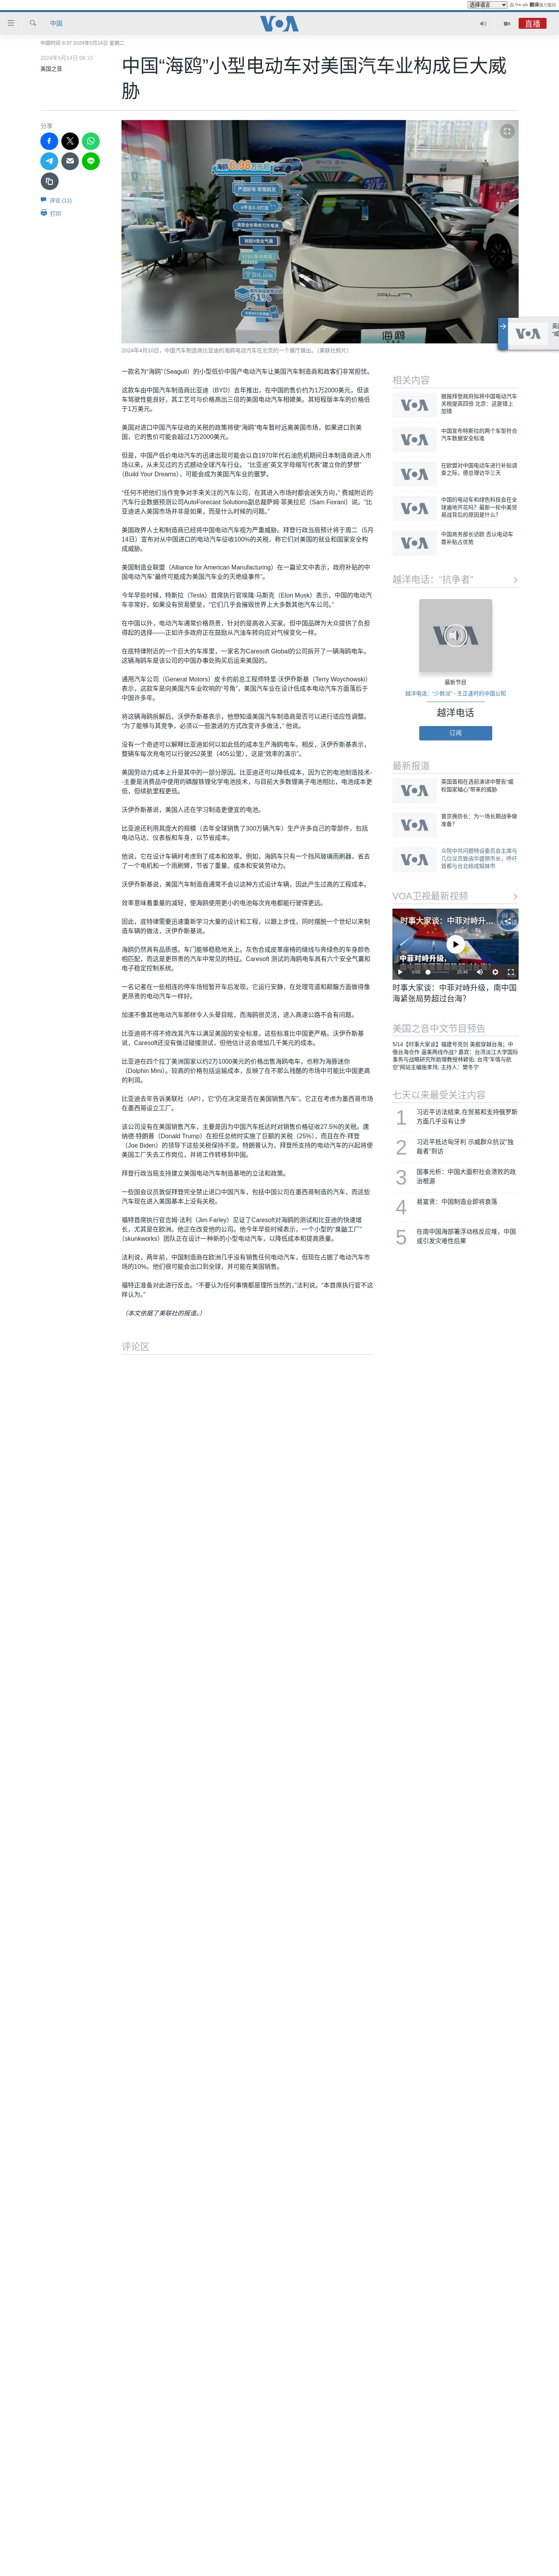 选择语言
由 Google 翻译强力驱动
中国
VOA
直播
中国时间 9:37 2024年5月14日 星期二
2024年5月14日 06:15
美国之音
中国“海鸥”小型电动车对美国汽车业构成巨大威
胁
分享
评论 (11)
打印
海鸥
海鸥
61%
DiLink
2024年4月10日，中国汽车制造商比亚迪的海鸥电动汽车在北京的一个展厅展出。（美联社照片）
一款名为“海鸥”（Seagull）的小型低价中国产电动汽车让美国汽车制造商和政客们非常担忧。
这款车由中国汽车制造商比亚迪（BYD）去年推出，在中国的售价约为1万2000美元，但该
车驾驶性能良好，其工艺可与价格高出三倍的美国电动汽车相媲美。其短程版本车的价格低
于1万美元。
美国对进口中国汽车征收的关税的政策将使“海鸥”电车暂时远离美国市场，如果进口到美
国，它的售价可能会超过1万2000美元。
但是，中国产低价电动汽车的迅速出现可能会以自1970年代石油危机期间日本制造商进入市
场以来，从未见过的方式撼动全球汽车行业。 “比亚迪”英文字母缩写代表“建立你的梦想”
（Build Your Dreams），可能会成为美国汽车业的噩梦。
“任何不把他们当作竞争对手来关注的汽车公司，在其进入市场时都会迷失方向，” 费城附近的
汽车行业数据预测公司AutoForecast Solutions副总裁萨姆·菲奥拉尼（Sam Fiorani）说。“比
亚迪进入美国市场并非是如果，而是什么时候的问题。”
美国政界人士和制造商已经将中国电动汽车视为严重威胁。拜登行政当局预计将于周二（5月
14日）宣布对从中国进口的电动汽车征收100%的关税，反映了在的关税，称它们对美国的就业和国家安全构
成威胁。
美国制造业联盟（Alliance for American Manufacturing）在一篇论文中表示，政府补贴的中
国电动汽车“最终可能成为美国汽车业的灭绝级事件”。
今年早些时候，特斯拉（Tesla）首席执行官埃隆·马斯克（Elon Musk）表示，中国的电动汽
车非常好，如果没有贸易壁垒，“它们几乎会摧毁世界上大多数其他汽车公司。”
在中国以外，电动汽车通常价格昂贵，针对的是高收入买家。但中国品牌为大众提供了负担
得起的选择——正如许多政府正在鼓励从汽油车转向应对气候变化一样。
在底特律附近的一个巨大的车库里，一家名为Caresoft Global的公司拆开了一辆海鸥电车。
这辆海鸥车是该公司的中国办事处购买后运来美国的。
通用汽车公司（General Motors）皮卡的前总工程师特里·沃伊乔斯基（Terry Woychowski）
表示，这款车是向美国汽车业吹响的“号角”，美国汽车业在设计低成本电动汽车方面落后于
中国许多年。
将这辆海鸥拆解后，沃伊乔斯基表示，他想知道美国汽车制造商是否可以进行适应性调整。
“为了能够与其竞争，必须以一些激进的方式改变许多做法，” 他说。
没有一个奇迹可以解释比亚迪如何以如此低的成本生产海鸥电车。相反，沃伊乔斯基表示，
整辆车每次充电可以行驶252英里（405公里），这是“效率的演示”。
美国劳动力成本上升是其中的一部分原因。比亚迪还可以降低成本，因为它的电池制造技术-
-主要是消费品中使用的磷酸铁锂化学电池技术，与目前大多数锂离子电池相比，电池成本更
低，但续航里程更低。
沃伊乔斯基说，美国人还在学习制造更便宜的电池。
比亚迪还利用其庞大的规模（去年全球销售了300万辆汽车）生产许多自己的零部件，包括
电动马达、仪表板和车身，以节省成本。
他说，它在设计车辆时考虑到了成本和效率。例如，海鸥车只有一个挡风玻璃雨刷器，省去
了一个电机和一个雨刷臂，节省了重量、成本和安装劳动力。
沃伊乔斯基说，美国汽车制造商通常不会以这种方式设计车辆，因此产生过高的工程成本。
效率意味着重量的减轻，使海鸥使用更小的电池每次充电都能行驶得更远。
因此，底特律需要迅速重新学习大量的设计和工程，以跟上步伐，同时摆脱一个世纪以来制
造车辆的做法，沃伊乔斯基说。
海鸥仍然具有品质感。车门能够稳稳地关上，灰色合成皮革座椅的缝线与亮绿色的车身颜色
相匹配，而这是更昂贵的汽车中常见的特征。Caresoft 测试的海鸥电车具有六个安全气囊和
电子稳定控制系统。
一名记者在一些相连的停车场短暂开车后发现，它运行安静，在处理弯道和颠簸方面做得像
更昂贵的电动汽车一样好。
加速不像其他电动汽车那样令人头晕目眩，而海鸥很灵活，进入高速公路不会有问题。
比亚迪将不得不修改其汽车以满足美国的安全标准，这些标准比中国更严格。沃伊乔斯基
说，Caresoft还没有做过碰撞测试，但他估计这会增加几千美元的成本。
比亚迪在四个拉丁美洲国家以约2万1000美元的价格出售海鸥电车，也称为海豚迷你
（Dolphin Mini）。较高的价格包括运输成本，反映了在不那么残酷的市场中可能比中国更高
的利润。
比亚迪去年告诉美联社（AP），它“仍在决定是否在美国销售汽车”。它正在考虑为墨西哥市场
在墨西哥设立工厂。
该公司没有在美国销售汽车，主要是因为中国汽车抵达时对销售价格征收27.5%的关税。唐
纳德·特朗普（Donald Trump）在担任总统时实施了巨额的关税（25%），而且在乔·拜登
（Joe Biden）的领导下关税没有任何改变。特朗普认为，拜登所支持的电动汽车的兴起将使
美国工厂失去工作岗位，并将工作转移到中国。
拜登行政当局支持建立美国电动汽车制造基地的立法和政策。
一些国会议员敦促拜登完全禁止进口中国汽车，包括中国公司在墨西哥制造的汽车，而这些
汽车现在进入美国基本上没有关税。
福特首席执行官吉姆·法利（Jim Farley）见证了Caresoft对海鸥的测试和比亚迪的快速增
长，尤其是在欧洲。他正在改变他的公司。他今年早些时候表示，一个小型的“臭鼬工厂”
（skunkworks）团队正在设计一种新的小型电动汽车，以降低成本和提高质量。
法利说，两年前，中国制造商在欧洲几乎没有销售任何电动汽车，但现在占据了电动汽车市
场的10%。他们很可能会出口到全球，并可能在美国销售。
福特正准备对此进行反击。“不要认为任何事情都是理所当然的，”法利说。“本首席执行官不这
样认为。”
（本文依据了美联社的报道。）
评论区
相关内容
据报拜登政府拟将中国电动汽车
关税提高四倍 北京：这是错上
加错
中国宣布特斯拉的两个车型符合
汽车数据安全标准
在欧盟对中国电动车进行补贴调
查之际，德总理访华三天
中国的电动车和绿色科技会在全
球遍地开花吗？最新一轮中美贸
易战背后的原因是什么？
中国商务部长访欧 否认电动车
靠补贴占优势
越洋电话：“抗争者”
最新节目
越洋电话: “少数派” - 生正逢时的中国公知
越洋电话
订阅
最新报道
英国首相在选前演讲中警告“威
权国家轴心”带来的威胁
普京换防长：为一场长期战争做
准备？
众院中共问题特设委员会主席与
几位议员致函华盛顿市长，呼吁
首都与台北结成姐妹市
VOA卫视最新视频
时事大家谈：中菲对峙升...
中菲对峙升级，
0:00
25:44
时事大家谈：中菲对峙升级，南中国
海紧张局势超过台海？
美国之音中文节目预告
5/14【时事大家谈】福建号亮剑 美舰穿越台海；中
俄台海合作 逼美两线作战? 嘉宾：台湾淡江大学国际
事务与战略研究所助理教授林颖佑; 台湾“军情与航
空”网站主编施孝玮; 主持人：樊冬宁
七天以来最受关注内容
1 习近平访法结束,在贸易和支持俄罗斯
方面几乎没有让步
2 习近平抵达匈牙利 示威群众抗议“独
裁者”到访
3 国事光析：中国大面积社会溃败的政
治根源
4 易富贤：中国制造业即将衰落
5 在南中国海部署浮动核反应堆，中国
或引发灾难性后果